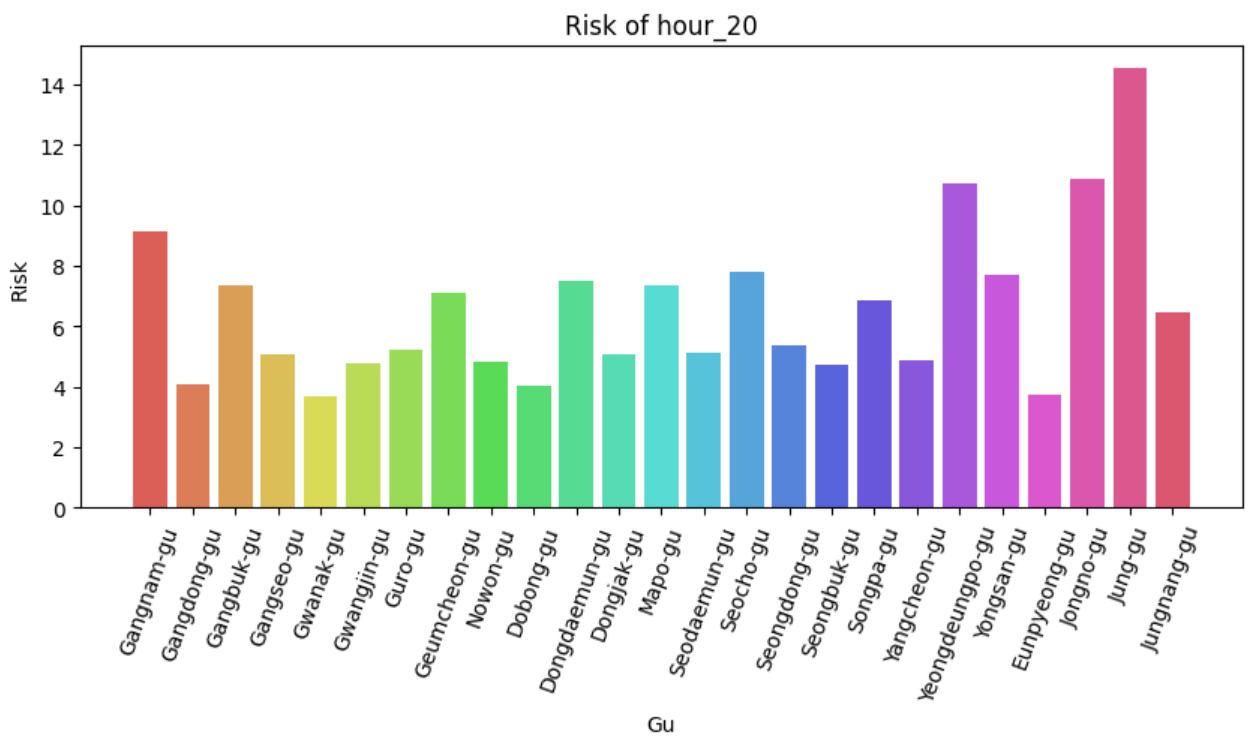 Risk of hour_20
14
12
10
8
6
4
2
0
Risk
Gangnam-gu
Gangdong-gu
Gangbuk-gu
Gangseo-gu
Gwanak-gu
Gwangjin-gu
Guro-gu
Geumcheon-gu
Nowon-gu
Dobong-gu
Dongdaemun-gu
Dongjak-gu
Mapo-gu
Seodaemun-gu
Seocho-gu
Seongdong-gu
Seongbuk-gu
Songpa-gu
Yangcheon-gu
Yeongdeungpo-gu
Yongsan-gu
Eunpyeong-gu
Jongno-gu
Jung-gu
Jungnang-gu
Gu